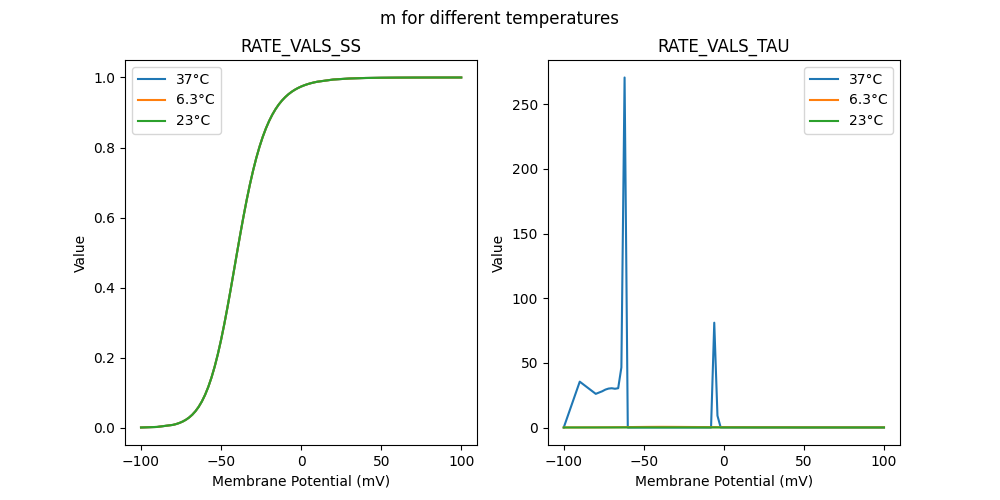 m for different temperatures
RATE_VALS_SS
37°C
6.3°C
23°C
1.0
0.8
0.6
0.4
0.2
0.0
Value
−100
−50
0
50
100
Membrane Potential (mV)
RATE_VALS_TAU
37°C
6.3°C
23°C
250
200
150
100
50
0
Value
−100
−50
0
50
100
Membrane Potential (mV)